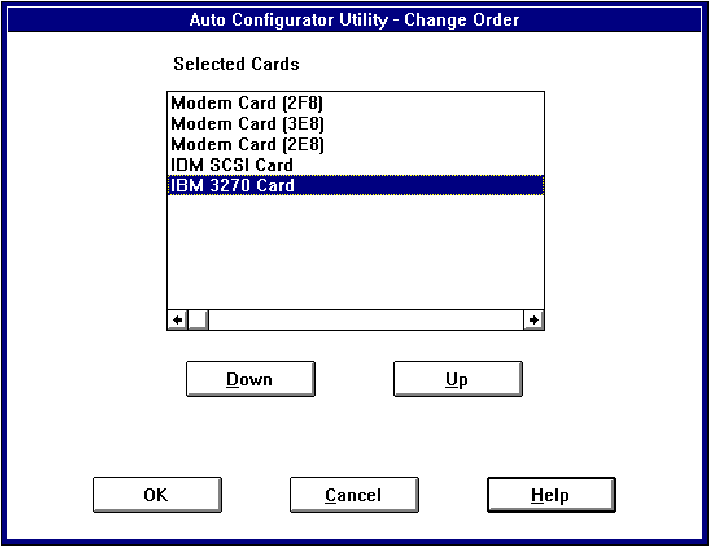 Auto Configurator Utility - Change Order
Selected Cards
Modem Card (2F8)
Modem Card (3E8)
Modem Card (2E8)
IDM SCSI Card
IBM 3270 Card
Down
Up
OK
Cancel
Help